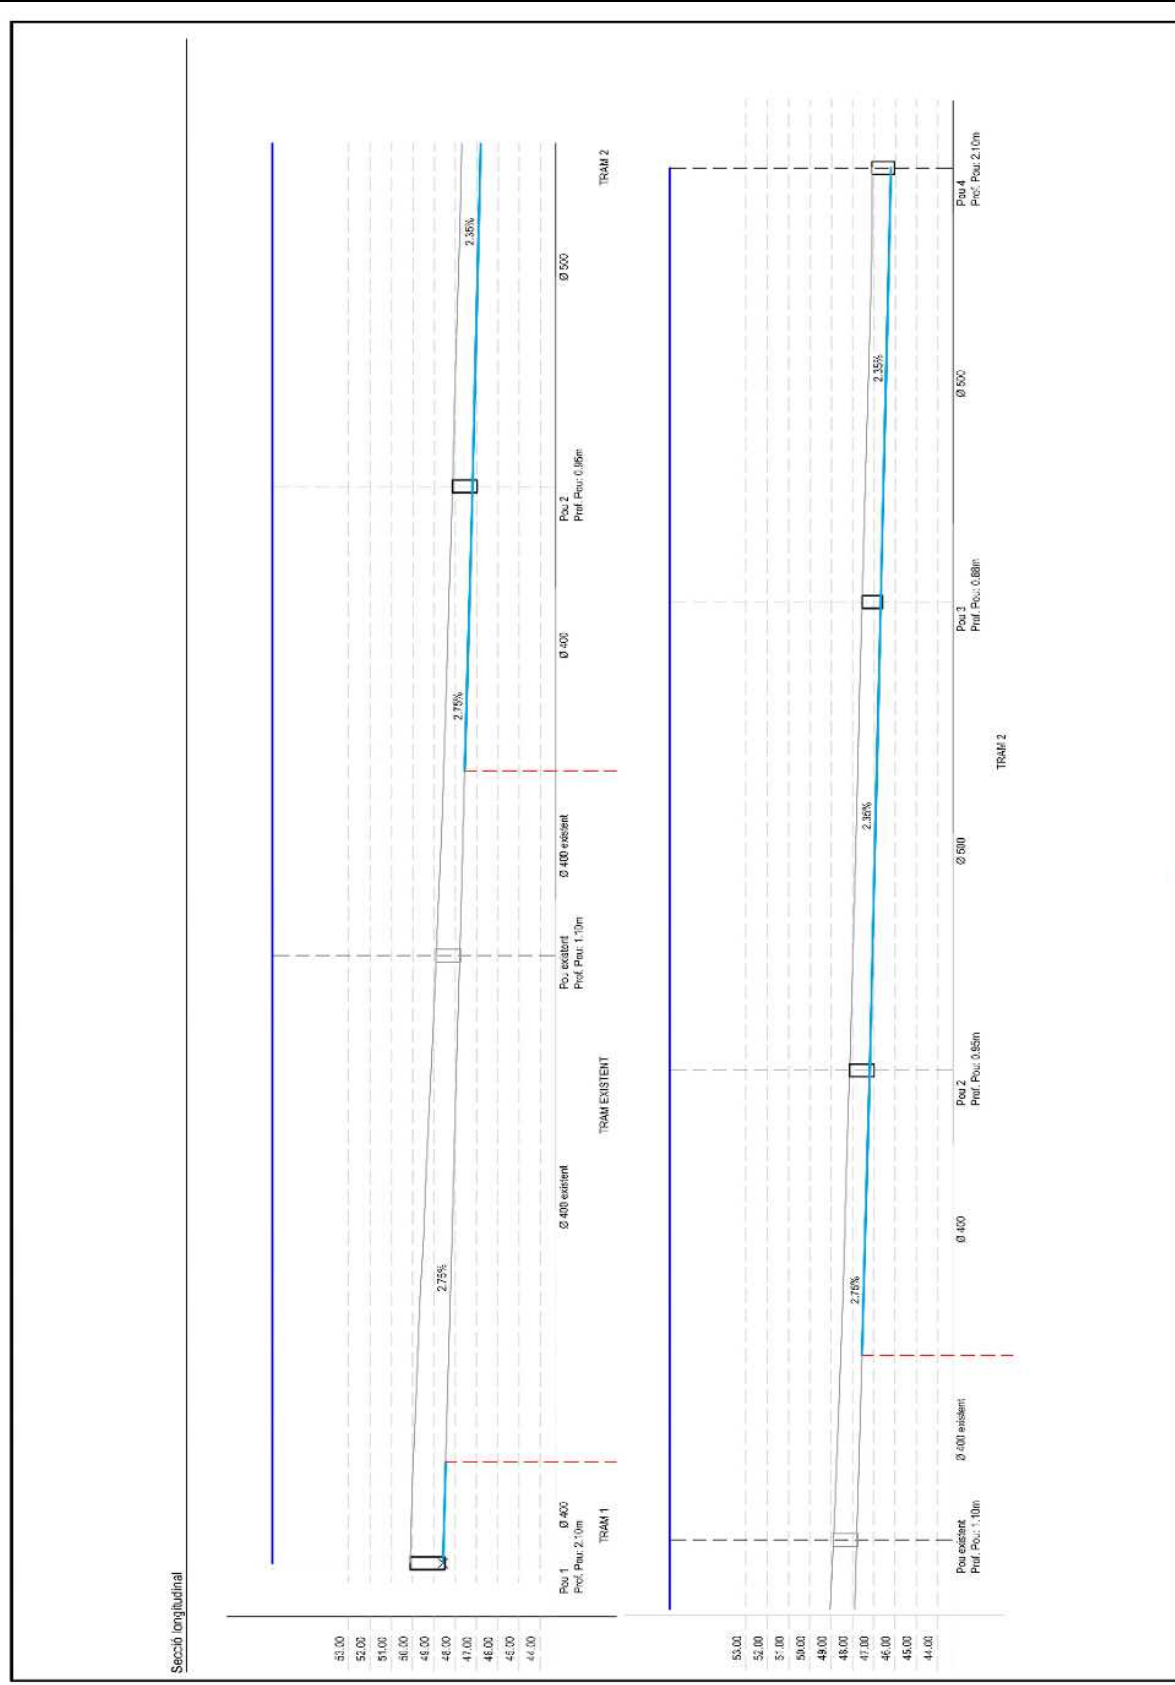 Secció longitudinal
53.00
52.00
51.00
50.00
49.00
48.00
47.00
46.00
45.00
44.00
2.75%
2.75%
2.35%
Pou 1
Prof. Pou: 2.10m
Ø 400
Ø 400 existent
Pou existent
Prof. Pou: 1.10m
Ø 400 existent
Ø 400
Pou 2
Prof. Pou: 0.95m
Ø 500
TRAM 1
TRAM EXISTENT
TRAM 2
53.00
52.00
51.00
50.00
49.00
48.00
47.00
46.00
45.00
44.00
2.75%
2.35%
2.35%
Pou existent
Prof. Pou: 1.10m
Ø 400 existent
Ø 400
Pou 2
Prof. Pou: 0.95m
Ø 500
Pou 3
Prof. Pou: 0.88m
Ø 500
Pou 4
Prof. Pou: 2.10m
TRAM 2